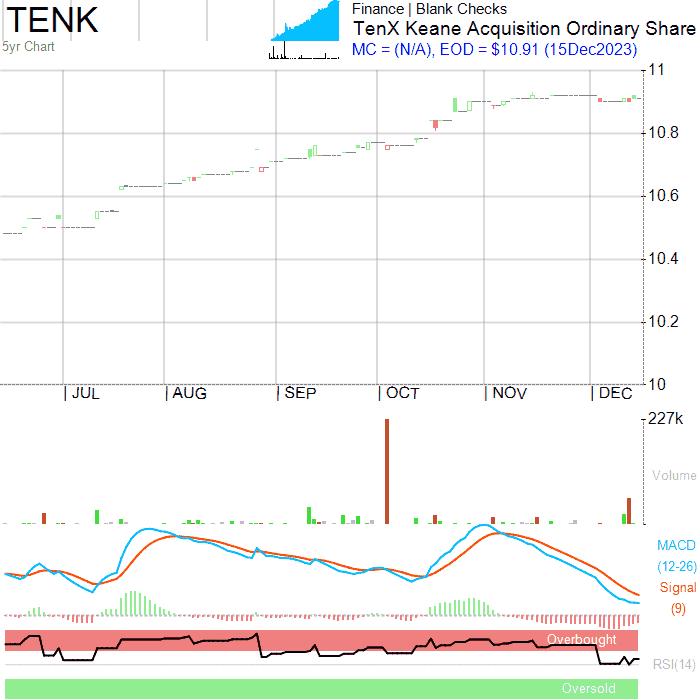 TENK
5yr Chart
Finance | Blank Checks
TenX Keane Acquisition Ordinary Share
MC = (N/A), EOD = $10.91 (15Dec2023)
11
10.8
10.6
10.4
10.2
10
JUL AUG SEP OCT NOV DEC
227k
Volume
MACD
(12-26)
Signal
(9)
Overbought
RSI(14)
Oversold